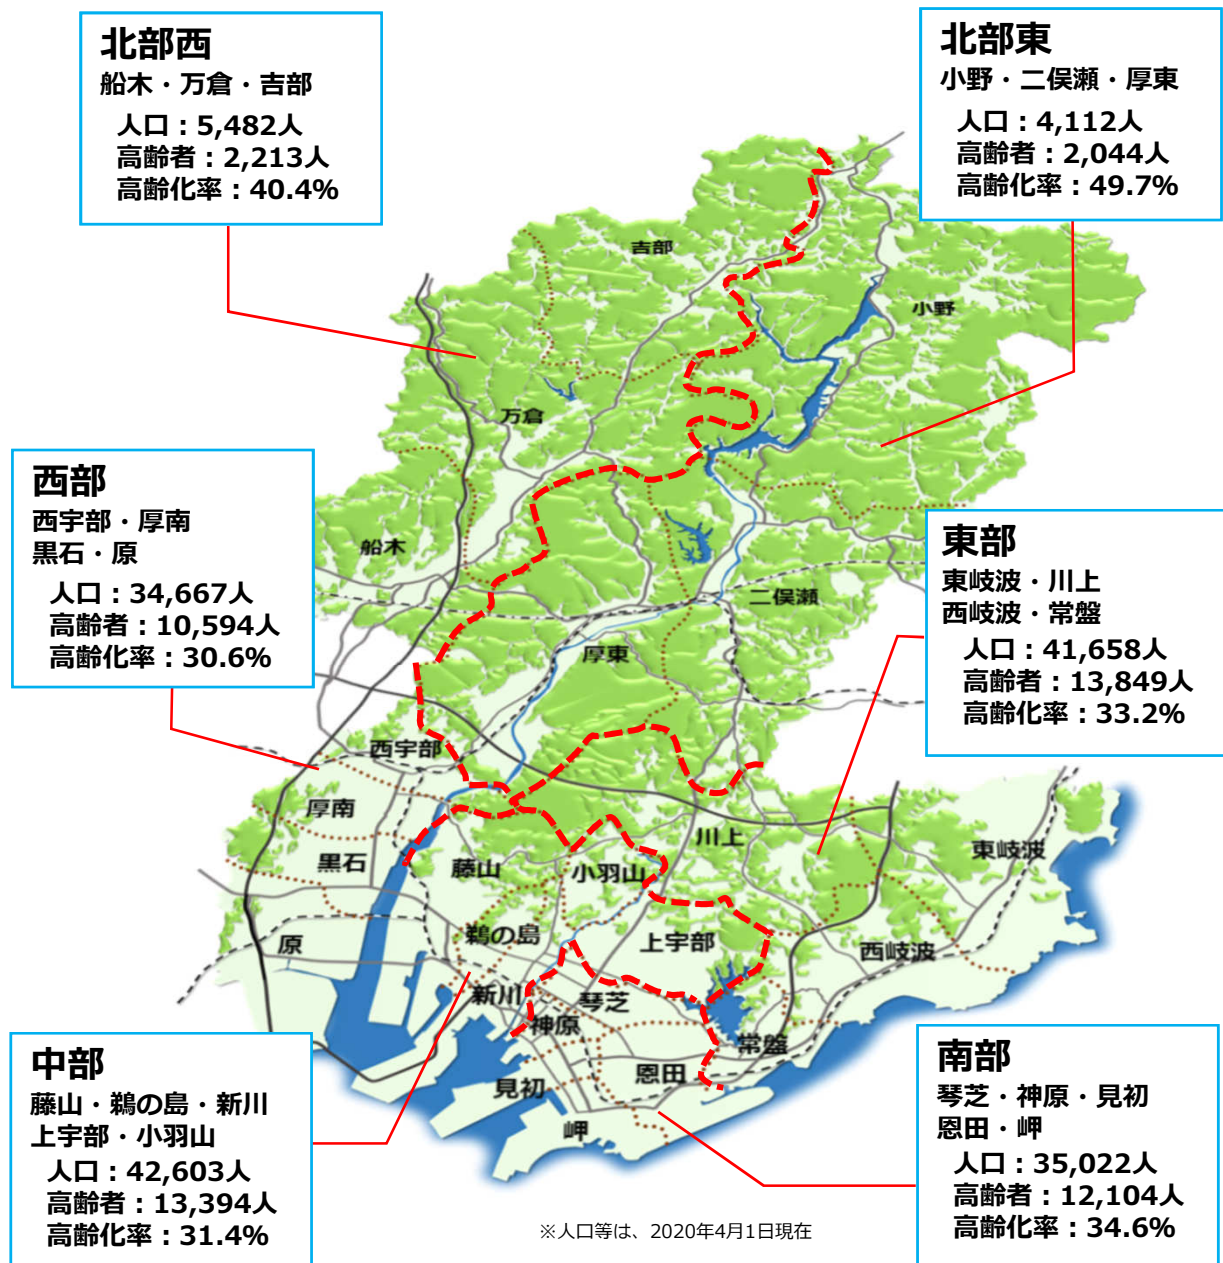 北部西
船木・万倉・吉部
人口：5,482人
高齢者：2,213人
高齢化率：40.4%
北部東
小野・二俣瀬・厚東
人口：4,112人
高齢者：2,044人
高齢化率：49.7%
吉部
小野
万倉
西部
西宇部・厚南
黒石・原
人口：34,667人
高齢者：10,594人
高齢化率：30.6%
船木
二俣瀬
厚東
東部
東岐波・川上
西岐波・常盤
人口：41,658人
高齢者：13,849人
高齢化率：33.2%
西宇部
厚南
黒石
藤山
小羽山
川上
東岐波
原
鵜の島
上宇部
西岐波
新川
神原
琴芝
常盤
見初
恩田
岬
中部
藤山・鵜の島・新川
上宇部・小羽山
人口：42,603人
高齢者：13,394人
高齢化率：31.4%
南部
琴芝・神原・見初
恩田・岬
人口：35,022人
高齢者：12,104人
高齢化率：34.6%
※人口等は、2020年4月1日現在